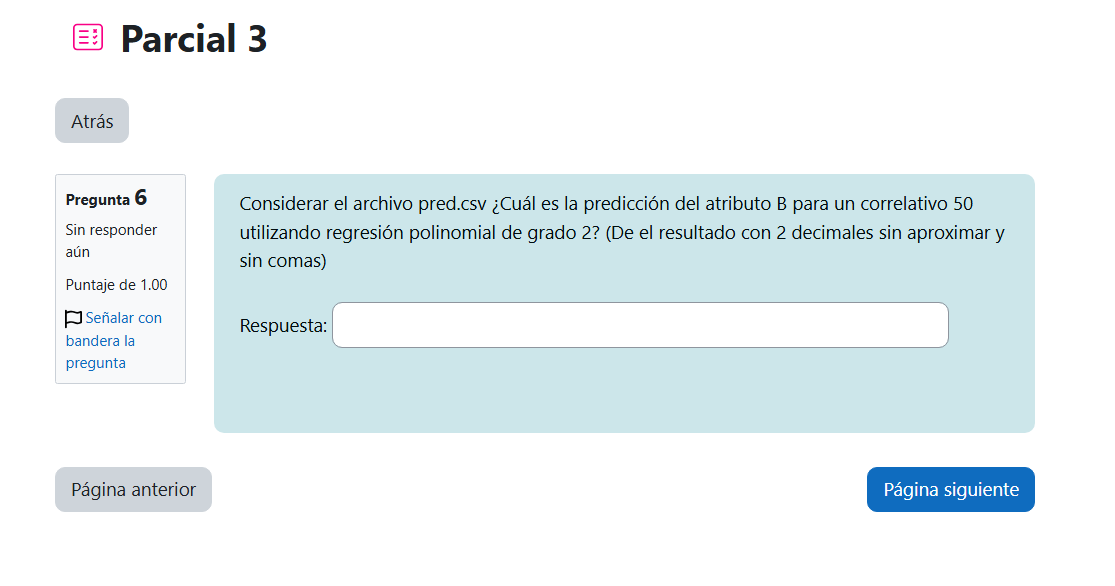 Parcial 3
Atrás
Pregunta 6
Sin responder
aún
Puntaje de 1.00
Señalar con
bandera la
pregunta
Considerar el archivo pred.csv ¿Cuál es la predicción del atributo B para un correlativo 50
utilizando regresión polinomial de grado 2? (De el resultado con 2 decimales sin aproximar y
sin comas)
Respuesta:
Página anterior
Página siguiente